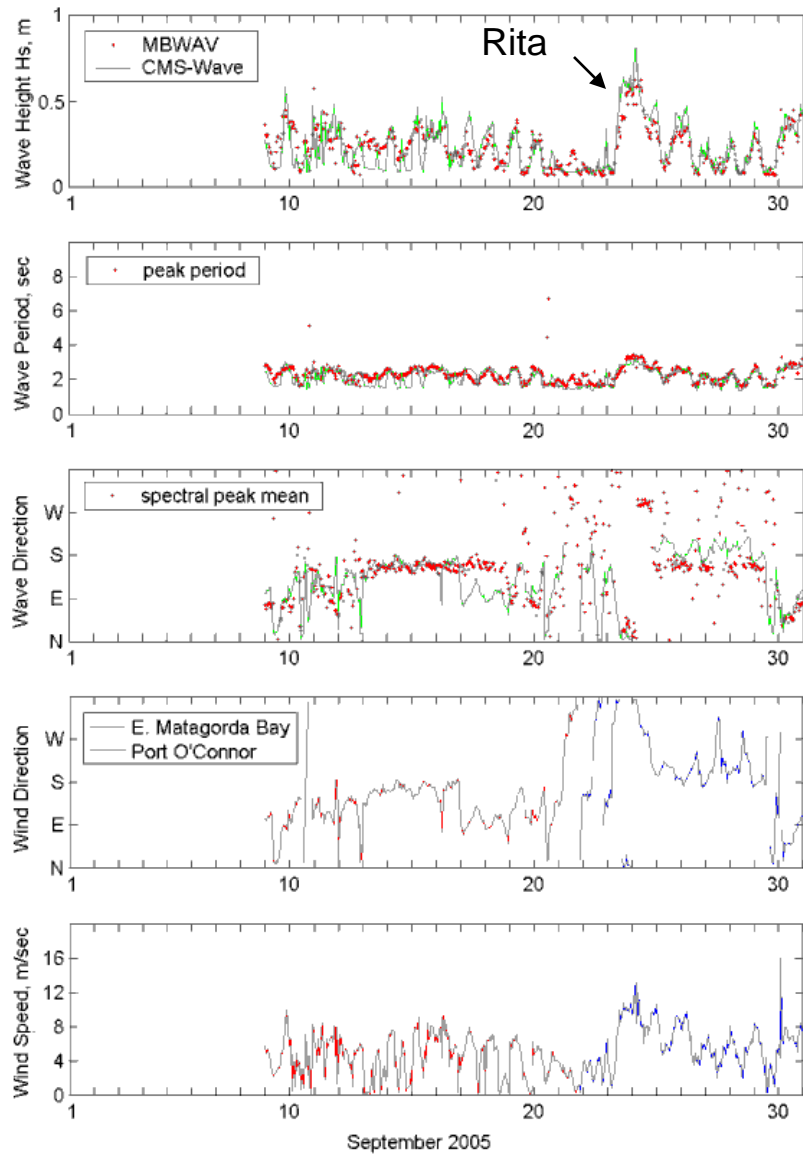 Wave Height Hs, m
1
0.5
0
MBWAV
CMS-Wave
Rita
1 10 20 30
Wave Period, sec
8
6
4
2
0
peak period
1 10 20 30
Wave Direction
W
S
E
N
spectral peak mean
1 10 20 30
Wind Direction
W
S
E
N
E. Matagorda Bay
Port O'Connor
1 10 20 30
Wind Speed, m/sec
16
12
8
4
0
1 10 20 30
September 2005